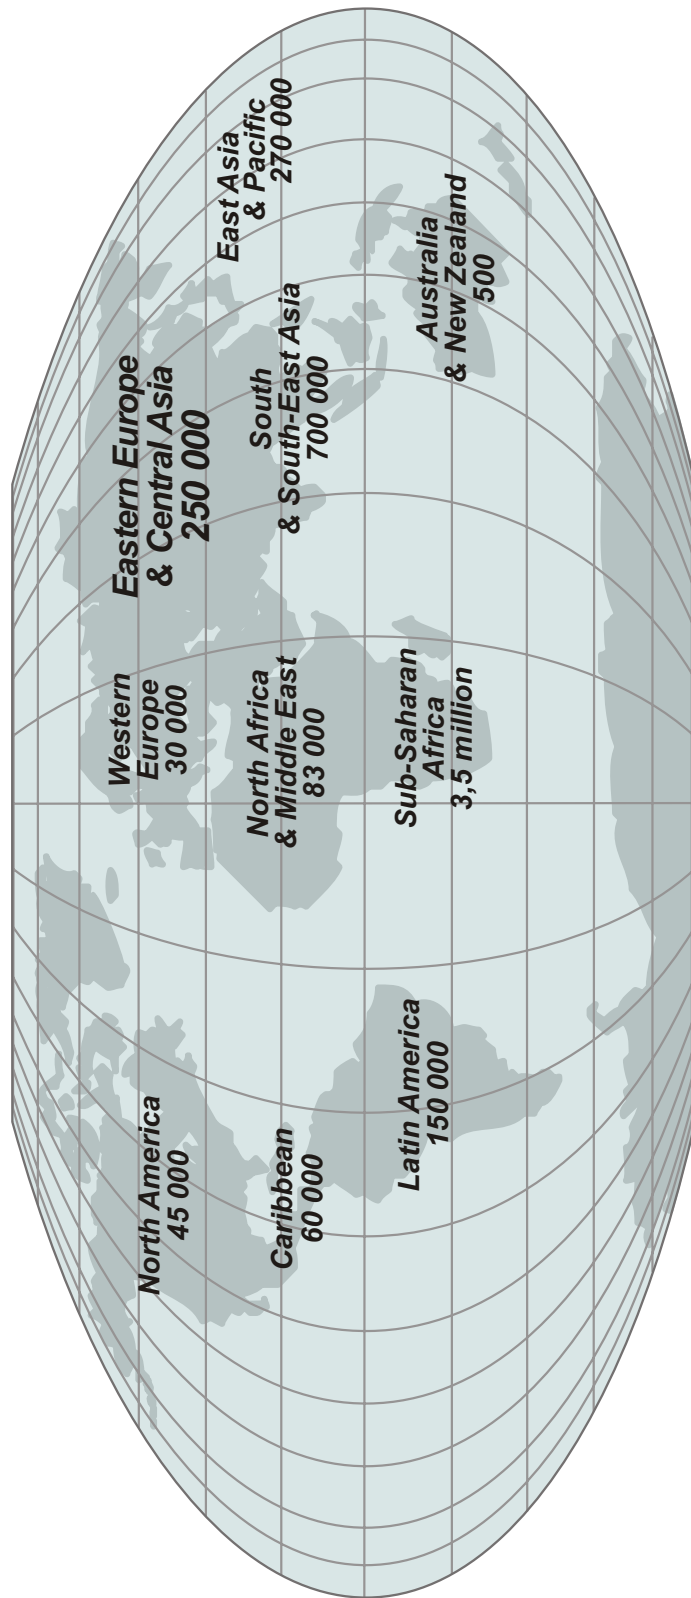 North America
45 000
Caribbean
60 000
Latin America
150 000
Western
Europe
30 000
North Africa
& Middle East
83 000
Sub-Saharan
Africa
3,5 million
Eastern Europe
& Central Asia
250 000
South
& South-East Asia
700 000
East Asia
& Pacific
270 000
Australia
& New Zealand
500